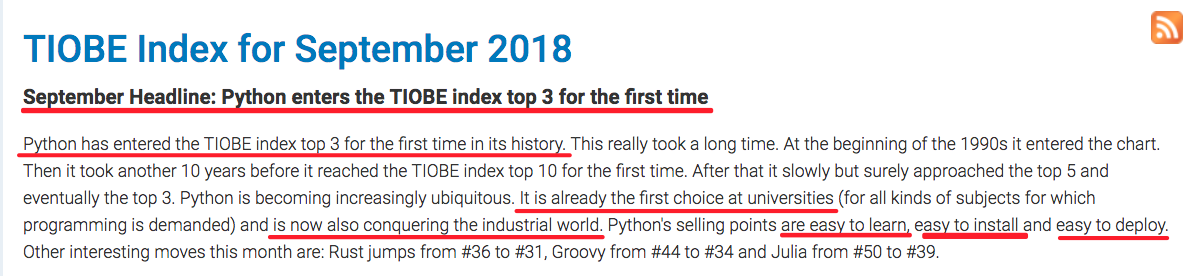 TIOBE Index for September 2018
September Headline: Python enters the TIOBE index top 3 for the first time
Python has entered the TIOBE index top 3 for the first time in its history. This really took a long time. At the beginning of the 1990s it entered the chart.
Then it took another 10 years before it reached the TIOBE index top 10 for the first time. After that it slowly but surely approached the top 5 and
eventually the top 3. Python is becoming increasingly ubiquitous. It is already the first choice at universities (for all kinds of subjects for which
programming is demanded) and is now also conquering the industrial world. Python's selling points are easy to learn, easy to install and easy to deploy.
Other interesting moves this month are: Rust jumps from #36 to #31, Groovy from #44 to #34 and Julia from #50 to #39.